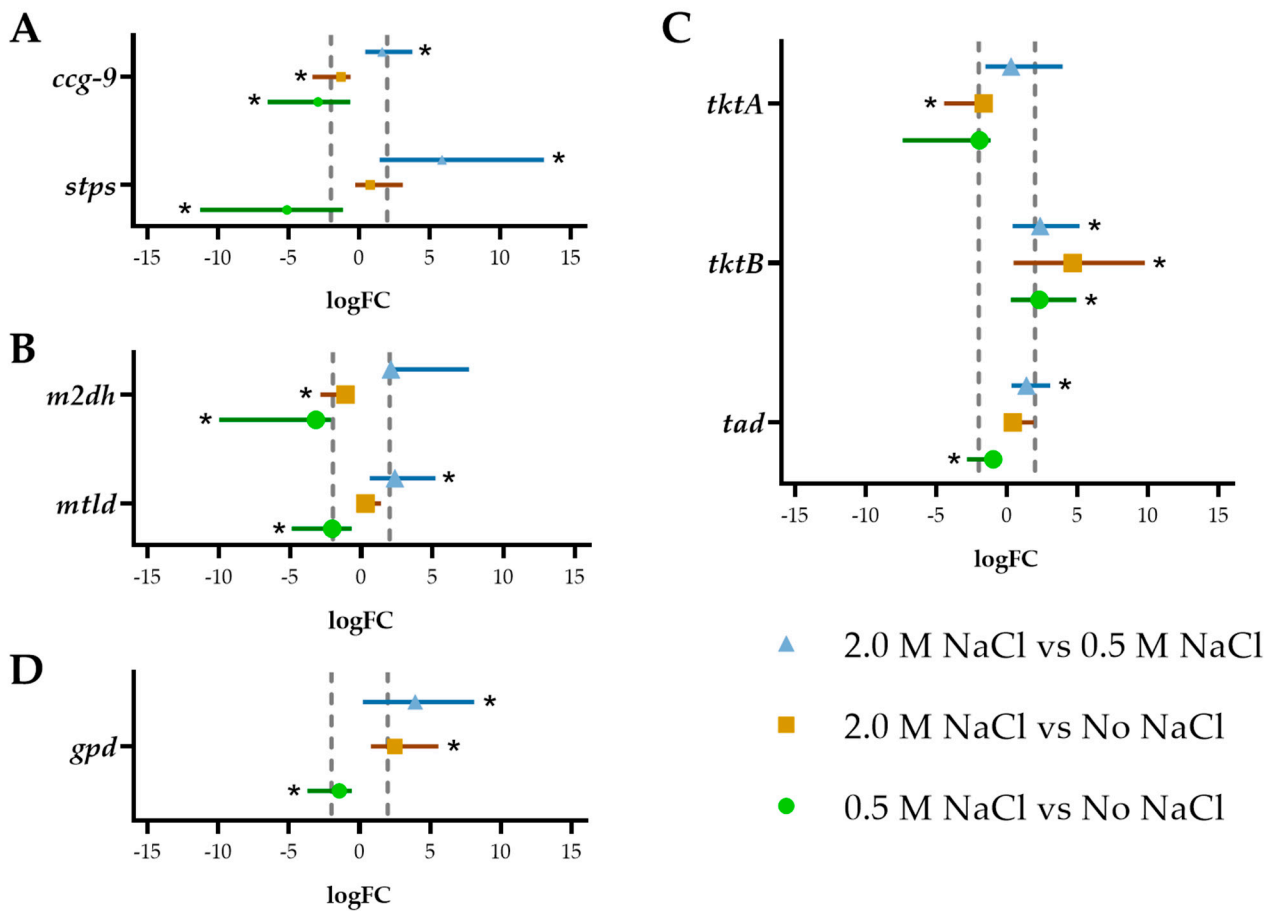 A
ccg-9
*
*
*
stps
*
*
-15 -10 -5 0 5 10 15
logFC
B
m2dh
*
*
mtld
*
*
-15 -10 -5 0 5 10 15
logFC
D
gpd
*
*
*
-15 -10 -5 0 5 10 15
logFC
C
tktA
*
tktB
*
*
*
tad
*
*
-15 -10 -5 0 5 10 15
logFC
2.0 M NaCl vs 0.5 M NaCl
2.0 M NaCl vs No NaCl
0.5 M NaCl vs No NaCl